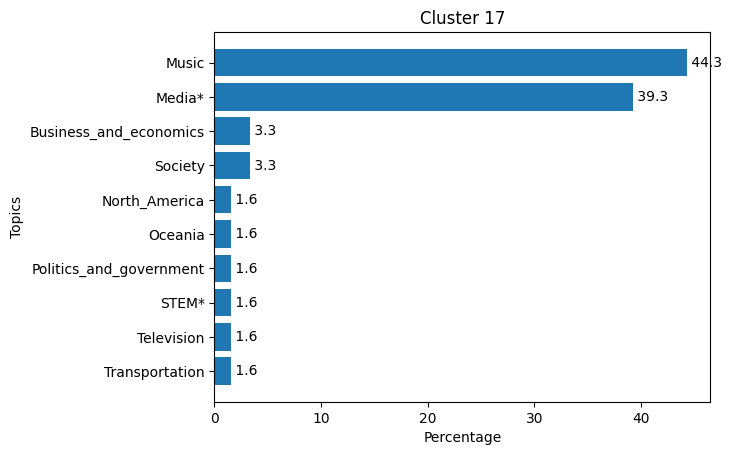 Cluster 17
Music 44.3
Media* 39.3
Business_and_economics 3.3
Society 3.3
North_America 1.6
Oceania 1.6
Politics_and_government 1.6
STEM* 1.6
Television 1.6
Transportation 1.6
0 10 20 30 40
Percentage
Topics